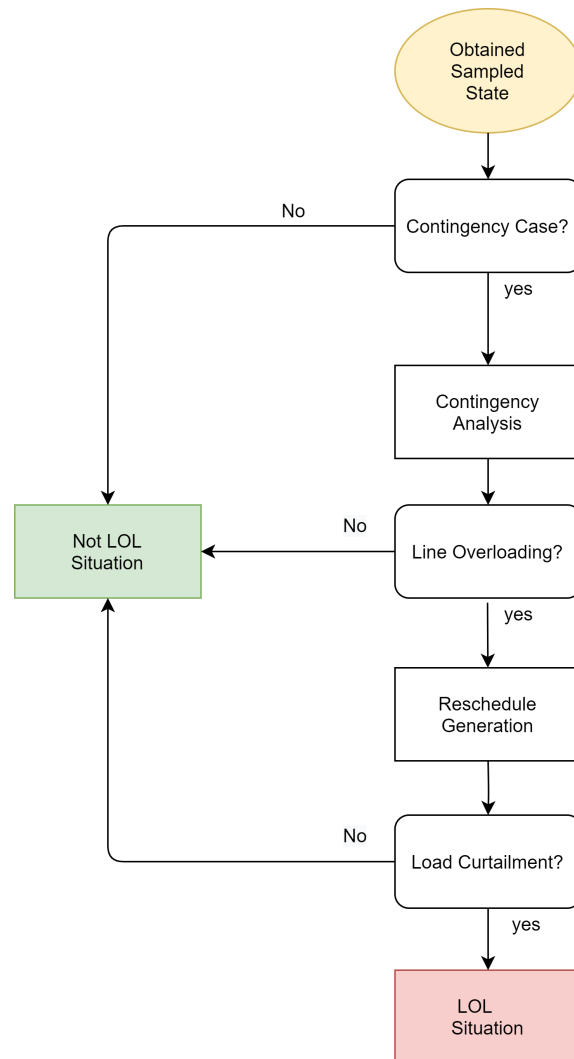 Obtained
Sampled
State
No
Contingency Case?
yes
Contingency
Analysis
Not LOL
Situation
No
Line Overloading?
yes
Reschedule
Generation
No
Load Curtailment?
yes
LOL
Situation